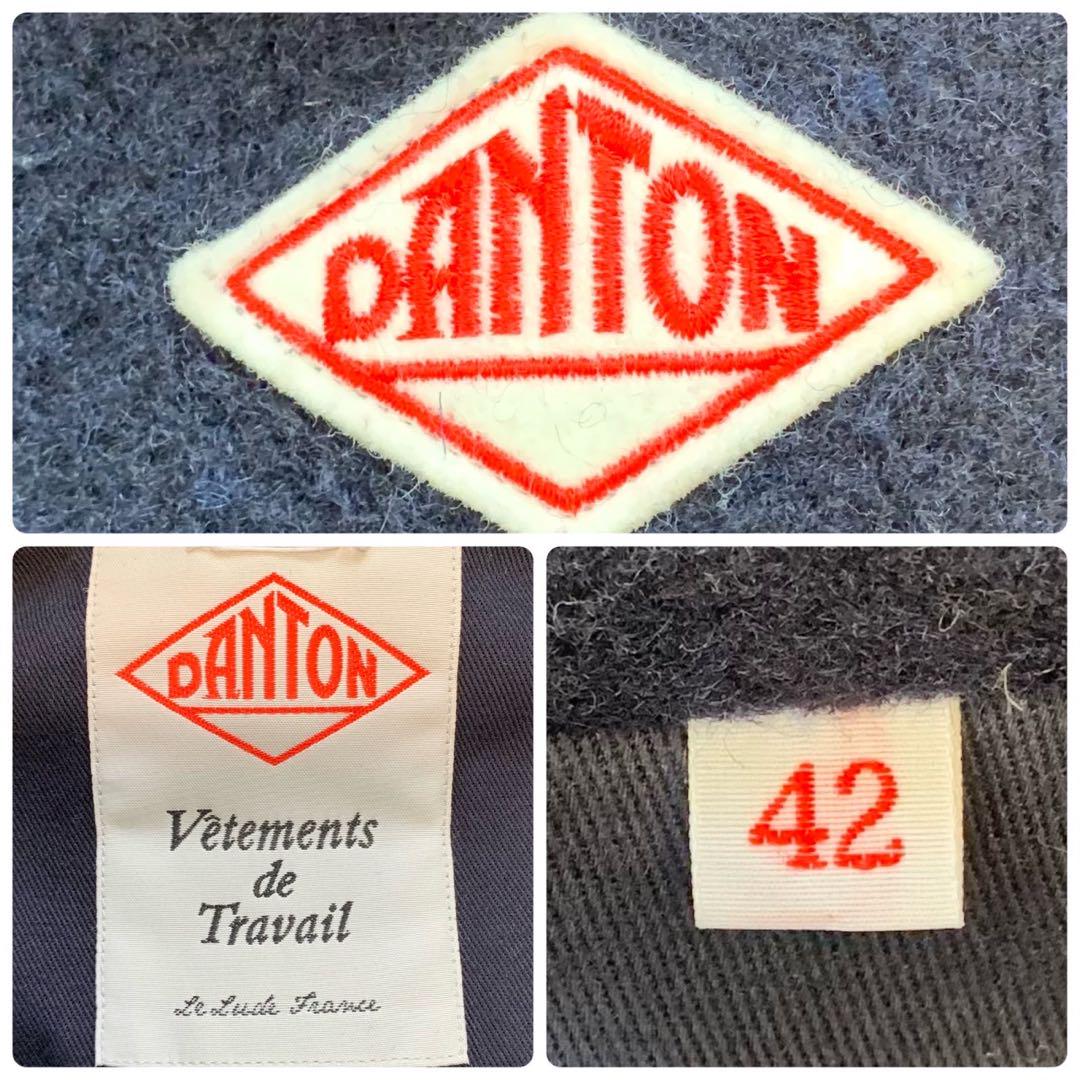 DANTON
DANTON
Vêtements
de
Travail
Le Lude France
42